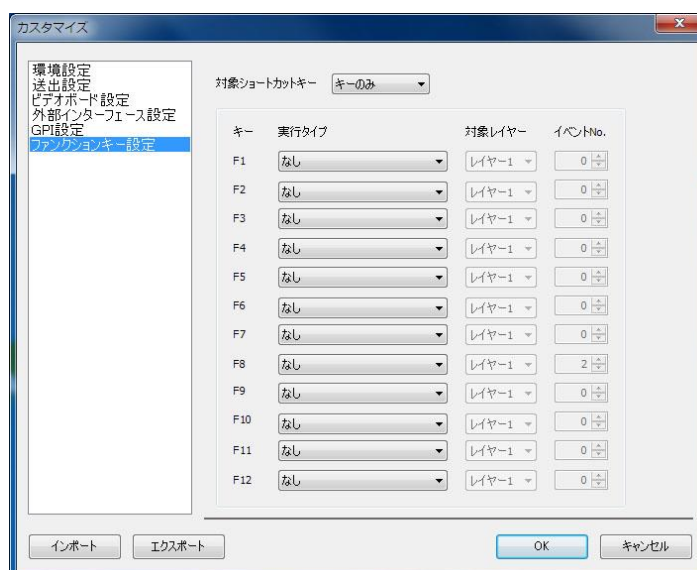 カスタマイズ
環境設定
送出設定
ビデオボード設定
外部インターフェース設定
GPI設定
ファンクションキー設定
対象ショートカットキー キーのみ
キー 実行タイプ 対象レイヤー イベントNo.
F1 なし レイヤー1 0
F2 なし レイヤー1 0
F3 なし レイヤー1 0
F4 なし レイヤー1 0
F5 なし レイヤー1 0
F6 なし レイヤー1 0
F7 なし レイヤー1 0
F8 なし レイヤー1 2
F9 なし レイヤー1 0
F10 なし レイヤー1 0
F11 なし レイヤー1 0
F12 なし レイヤー1 0
インポート エクスポート OK キャンセル